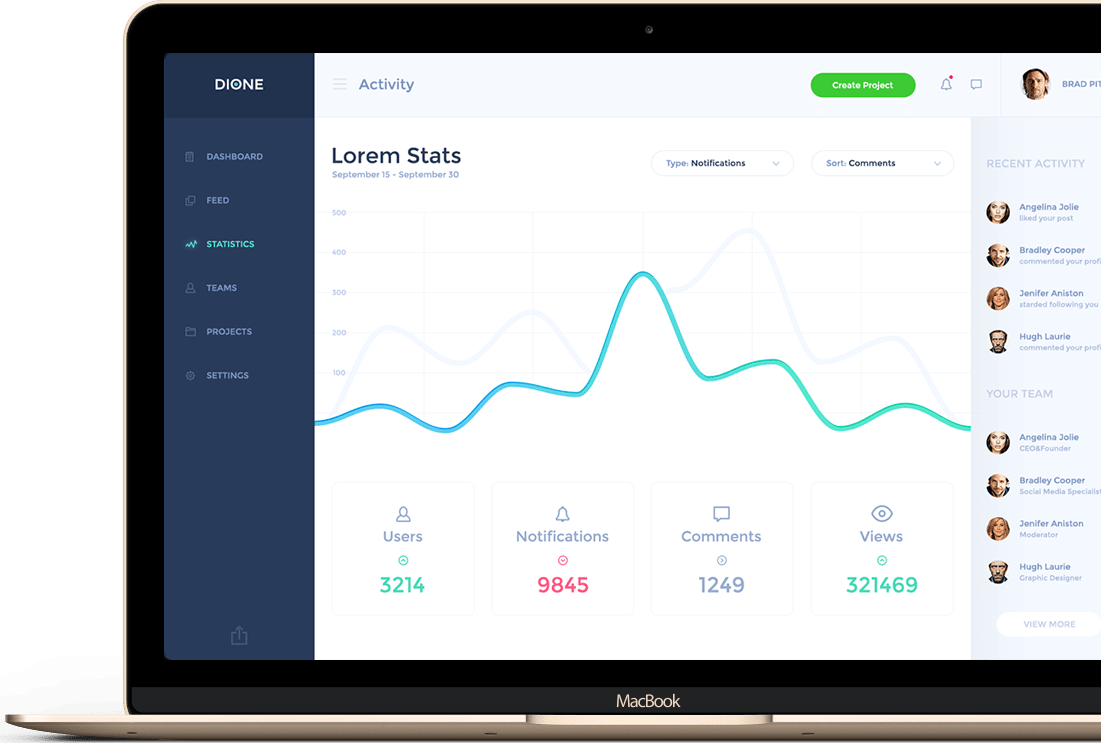 DIONE
Activity
Create Project
BRAD PIT
DASHBOARD
FEED
STATISTICS
TEAMS
PROJECTS
SETTINGS
Lorem Stats
September 15 - September 30
Type: Notifications
Sort: Comments
500
400
300
200
100
Users
3214
Notifications
9845
Comments
1249
Views
321469
RECENT ACTIVITY
Angelina Jolie
liked your post
Bradley Cooper
commented your profi
Jenifer Aniston
starded following you
Hugh Laurie
commented your profi
YOUR TEAM
Angelina Jolie
CEO&Founder
Bradley Cooper
Social Media Specialist
Jenifer Aniston
Moderator
Hugh Laurie
Graphic Designer
VIEW MORE
MacBook